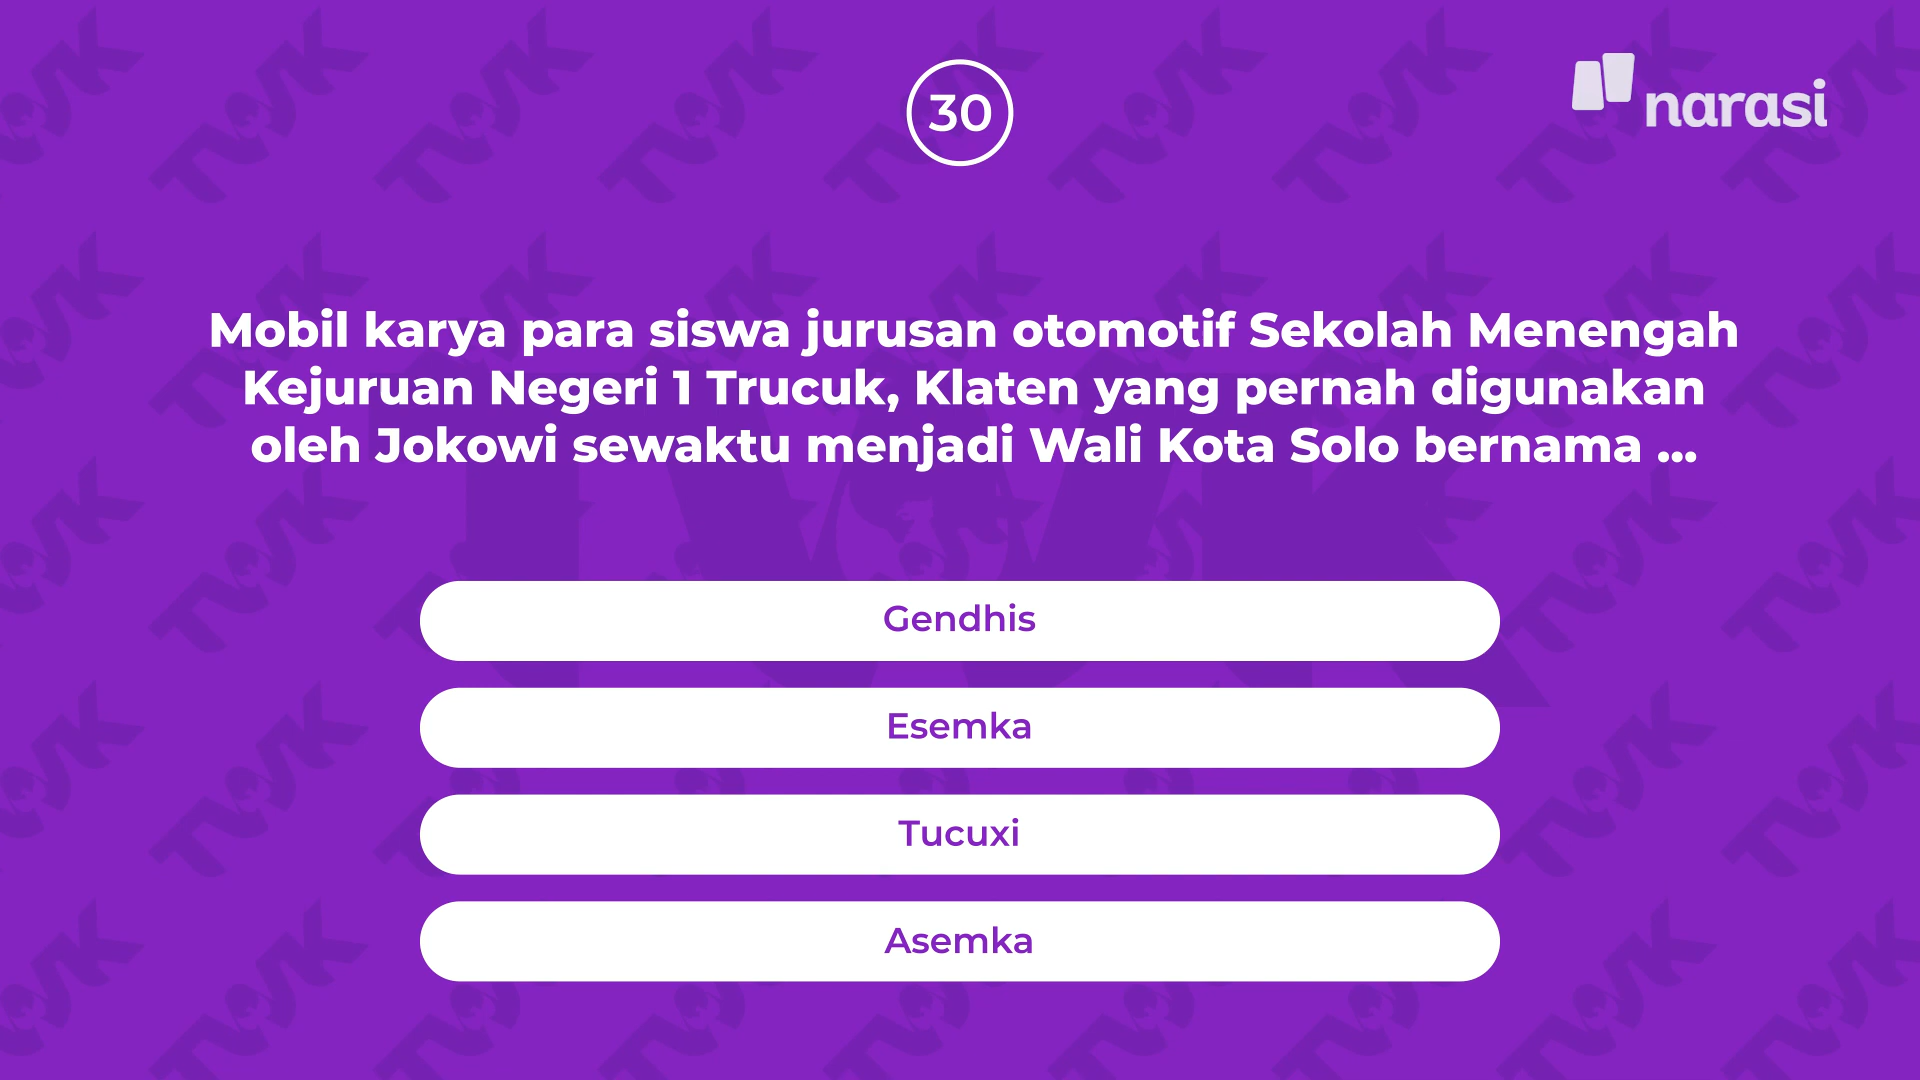 30
narasi
Mobil karya para siswa jurusan otomotif Sekolah Menengah
Kejuruan Negeri 1 Trucuk, Klaten yang pernah digunakan
oleh Jokowi sewaktu menjadi Wali Kota Solo bernama ...
Gendhis
Esemka
Tucuxi
Asemka